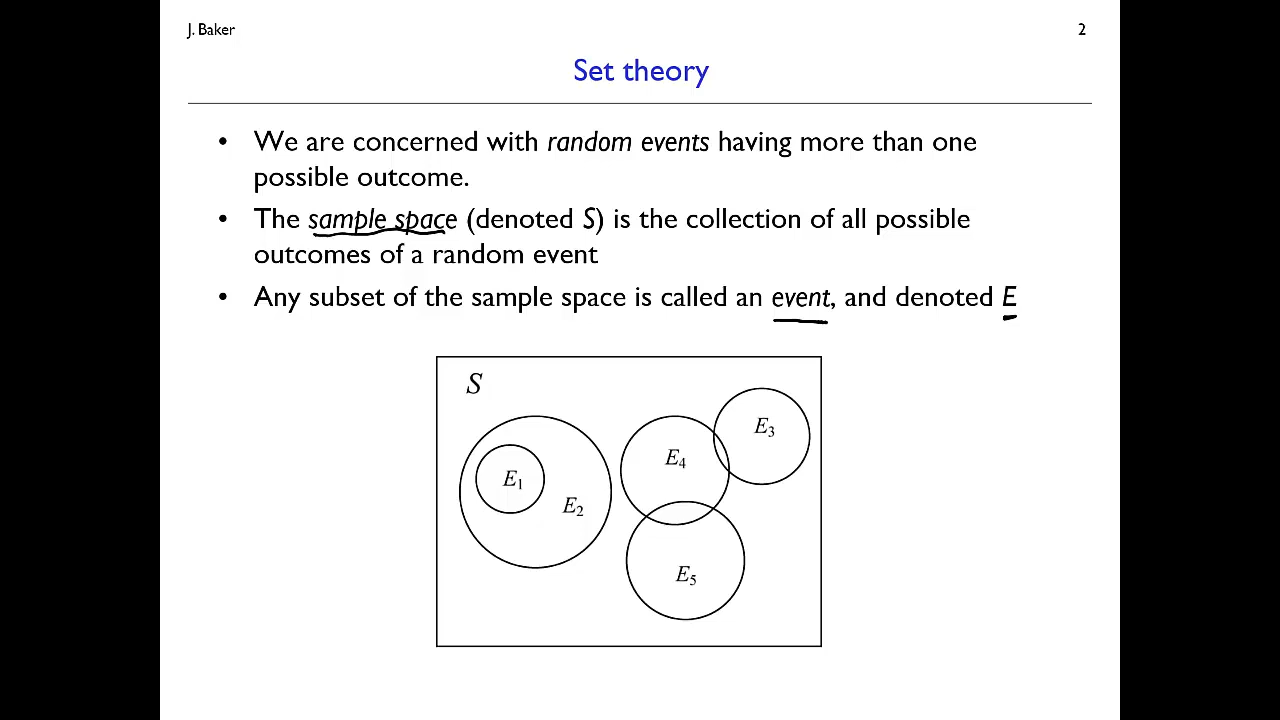 J. Baker
2
Set theory
• We are concerned with random events having more than one
possible outcome.
• The sample space (denoted S) is the collection of all possible
outcomes of a random event
• Any subset of the sample space is called an event, and denoted E
S
E₃
E₄
E₁
E₂
E₅